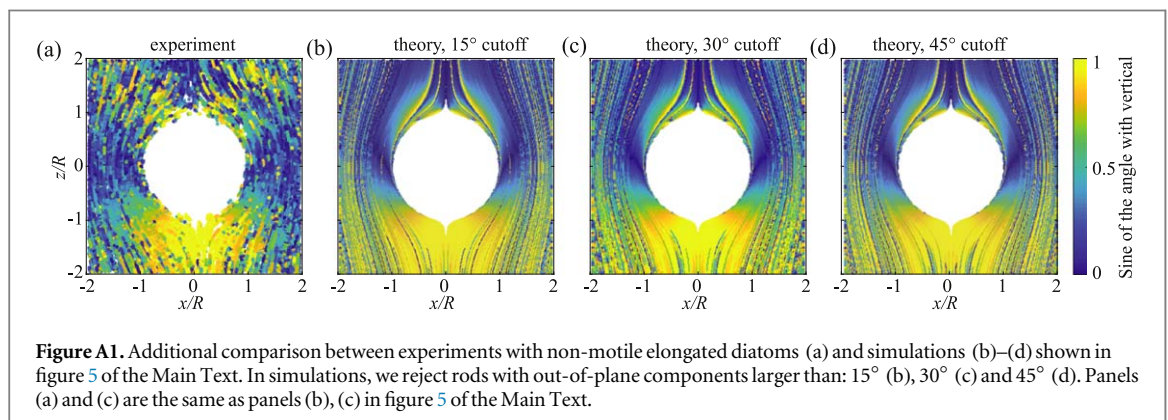 (a) experiment (b) theory, 15° cutoff (c) theory, 30° cutoff (d) theory, 45° cutoff
2 1
1
z/R 0 0.5 Sine of the angle with vertical
-1
-2 0
-2 -1 0 1 2 -2 -1 0 1 2 -2 -1 0 1 2 -2 -1 0 1 2
x/R x/R x/R x/R
Figure A1. Additional comparison between experiments with non-motile elongated diatoms (a) and simulations (b)–(d) shown in
figure 5 of the Main Text. In simulations, we reject rods with out-of-plane components larger than: 15° (b), 30° (c) and 45° (d). Panels
(a) and (c) are the same as panels (b), (c) in figure 5 of the Main Text.